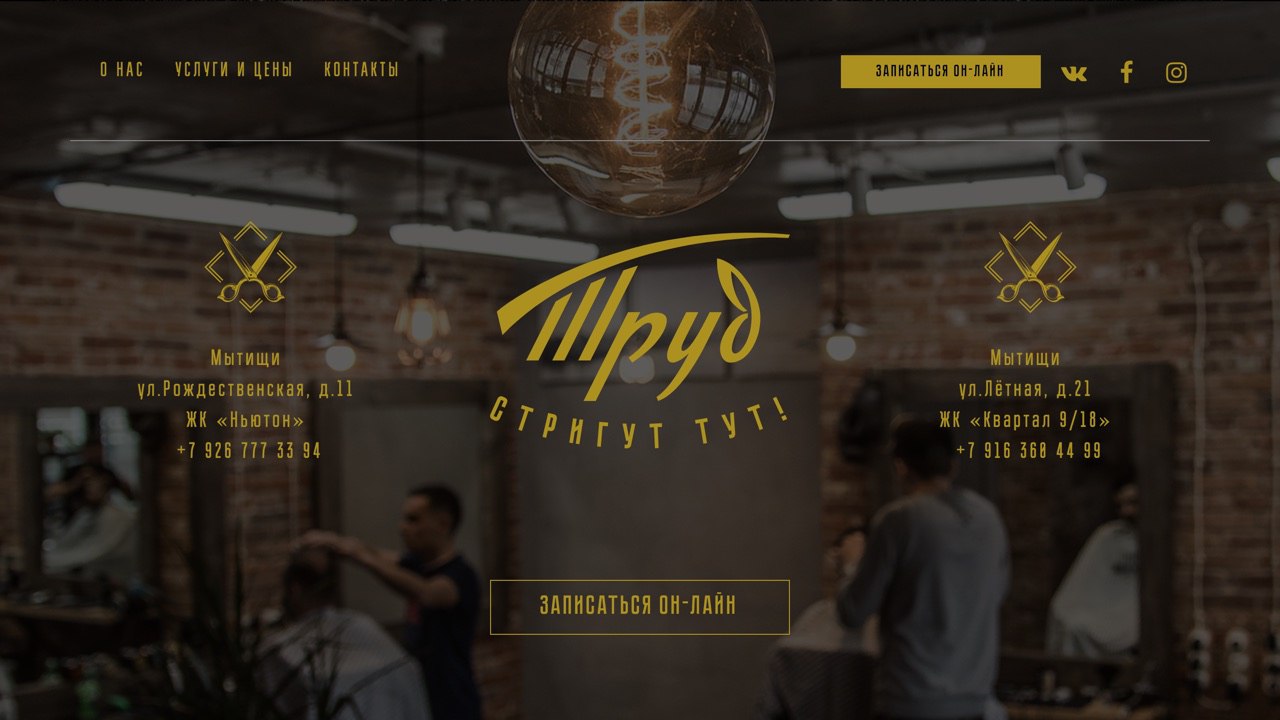 О НАС
УСЛУГИ И ЦЕНЫ
КОНТАКТЫ
ЗАПИСАТЬСЯ ОН-ЛАЙН
Труд
СТРИГУТ ТУТ!
Мытищи
ул.Рождественская, д.11
ЖК «Ньютон»
+7 926 777 33 94
Мытищи
ул.Лётная, д.21
ЖК «Квартал 9/18»
+7 916 360 44 99
ЗАПИСАТЬСЯ ОН-ЛАЙН